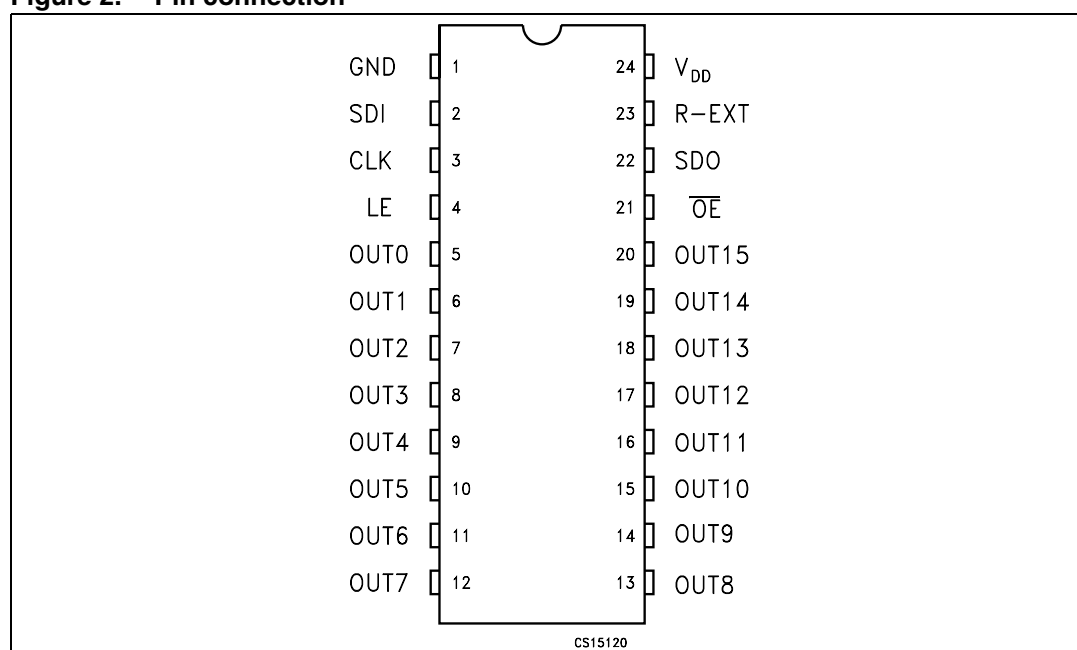 Figure 2. Pin connection
GND 1 24 VDD
SDI 2 23 R-EXT
CLK 3 22 SDO
LE 4 21 OE
OUT0 5 20 OUT15
OUT1 6 19 OUT14
OUT2 7 18 OUT13
OUT3 8 17 OUT12
OUT4 9 16 OUT11
OUT5 10 15 OUT10
OUT6 11 14 OUT9
OUT7 12 13 OUT8
CS15120